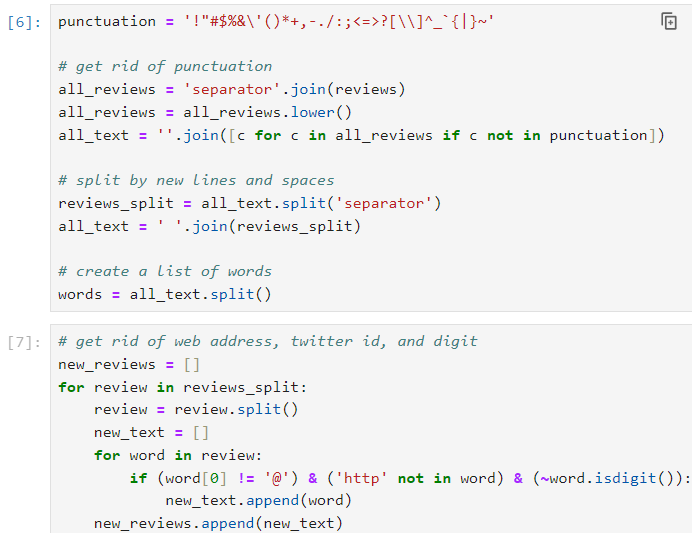 [6]: punctuation = '!"#$%&\'()*+,-./:;<=>?[\\]^_`{|}~'
# get rid of punctuation
all_reviews = 'separator'.join(reviews)
all_reviews = all_reviews.lower()
all_text = ''.join([c for c in all_reviews if c not in punctuation])
# split by new lines and spaces
reviews_split = all_text.split('separator')
all_text = ' '.join(reviews_split)
# create a list of words
words = all_text.split()
[7]: # get rid of web address, twitter id, and digit
new_reviews = []
for review in reviews_split:
    review = review.split()
    new_text = []
    for word in review:
        if (word[0] != '@') & ('http' not in word) & (~word.isdigit()):
            new_text.append(word)
    new_reviews.append(new_text)